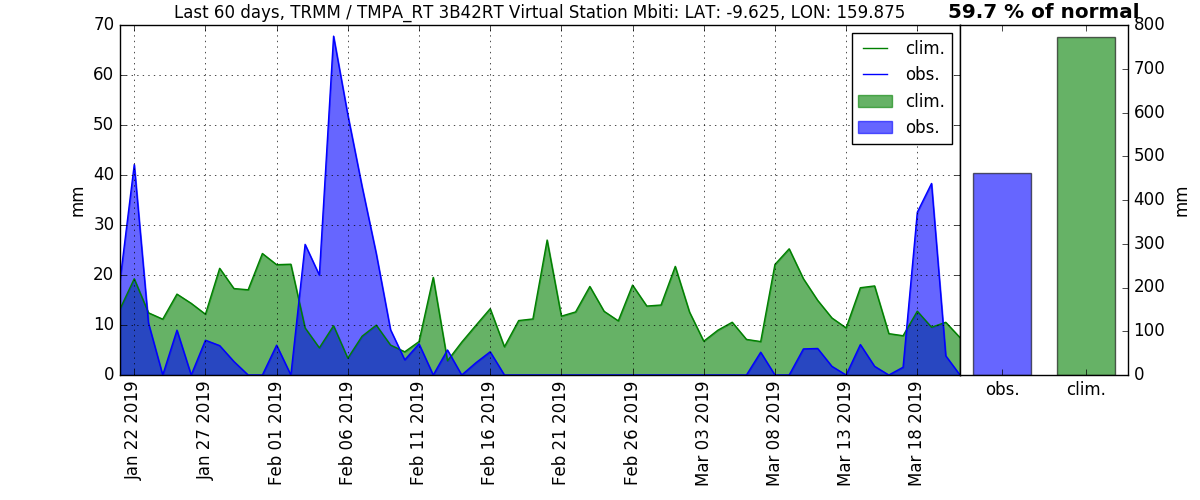 Last 60 days, TRMM / TMPA_RT 3B42RT Virtual Station Mbiti: LAT: -9.625, LON: 159.875
59.7 % of normal
70
60
50
40
30
20
10
0
mm
clim.
obs.
clim.
obs.
Jan 22 2019
Jan 27 2019
Feb 01 2019
Feb 06 2019
Feb 11 2019
Feb 16 2019
Feb 21 2019
Feb 26 2019
Mar 03 2019
Mar 08 2019
Mar 13 2019
Mar 18 2019
800
700
600
500
400
300
200
100
0
mm
obs.
clim.